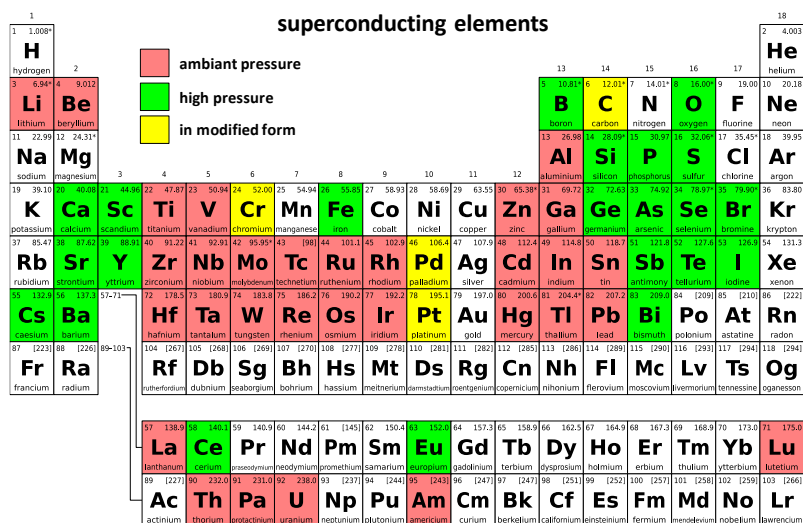 superconducting elements
1
18
1 1.008*
H
hydrogen
2 4.003
He
helium
ambiant pressure
high pressure
in modified form
2
13 14 15 16 17
3 6.94* 4 9.012 5 10.81* 6 12.01* 7 14.01* 8 16.00* 9 19.00 10 20.18
Li Be B C N O F Ne
lithium beryllium boron carbon nitrogen oxygen fluorine neon
11 22.99 12 24.31* 13 26.98 14 28.09* 15 30.97 16 32.06* 17 35.45* 18 39.95
Na Mg Al Si P S Cl Ar
sodium magnesium aluminium silicon phosphorus sulfur chlorine argon
3 4 5 6 7 8 9 10 11 12
19 39.10 20 40.08 21 44.96 22 47.87 23 50.94 24 52.00 25 54.94 26 55.85 27 58.93 28 58.69 29 63.55 30 65.38* 31 69.72 32 72.63 33 74.92 34 78.97* 35 79.90* 36 83.80
K Ca Sc Ti V Cr Mn Fe Co Ni Cu Zn Ga Ge As Se Br Kr
potassium calcium scandium titanium vanadium chromium manganese iron cobalt nickel copper zinc gallium germanium arsenic selenium bromine krypton
37 85.47 38 87.62 39 88.91 40 91.22 41 92.91 42 95.95* 43 [98] 44 101.1 45 102.9 46 106.4 47 107.9 48 112.4 49 114.8 50 118.7 51 121.8 52 127.6 53 126.9 54 131.3
Rb Sr Y Zr Nb Mo Tc Ru Rh Pd Ag Cd In Sn Sb Te I Xe
rubidium strontium yttrium zirconium niobium molybdenum technetium ruthenium rhodium palladium silver cadmium indium tin antimony tellurium iodine xenon
55 132.9 56 137.3 57-71 72 178.5 73 180.9 74 183.8 75 186.2 76 190.2 77 192.2 78 195.1 79 197.0 80 200.6 81 204.4* 82 207.2 83 209.0 84 [209] 85 [210] 86 [222]
Cs Ba Hf Ta W Re Os Ir Pt Au Hg Tl Pb Bi Po At Rn
caesium barium hafnium tantalum tungsten rhenium osmium iridium platinum gold mercury thallium lead bismuth polonium astatine radon
87 [223] 88 [226] 89-103 104 [267] 105 [268] 106 [269] 107 [270] 108 [277] 109 [278] 110 [281] 111 [282] 112 [285] 113 [286] 114 [289] 115 [290] 116 [293] 117 [294] 118 [294]
Fr Ra Rf Db Sg Bh Hs Mt Ds Rg Cn Nh Fl Mc Lv Ts Og
francium radium rutherfordium dubnium seaborgium bohrium hassium meitnerium darmstadtium roentgenium copernicium nihonium flerovium moscovium livermorium tennessine oganesson
57 138.9 58 140.1 59 140.9 60 144.2 61 [145] 62 150.4 63 152.0 64 157.3 65 158.9 66 162.5 67 164.9 68 167.3 69 168.9 70 173.0 71 175.0
La Ce Pr Nd Pm Sm Eu Gd Tb Dy Ho Er Tm Yb Lu
lanthanum cerium praseodymium neodymium promethium samarium europium gadolinium terbium dysprosium holmium erbium thulium ytterbium lutetium
89 [227] 90 232.0 91 231.0 92 238.0 93 [237] 94 [244] 95 [243] 96 [247] 97 [247] 98 [251] 99 [252] 100 [257] 101 [258] 102 [259] 103 [266]
Ac Th Pa U Np Pu Am Cm Bk Cf Es Fm Md No Lr
actinium thorium protactinium uranium neptunium plutonium americium curium berkelium californium einsteinium fermium mendelevium nobelium lawrencium